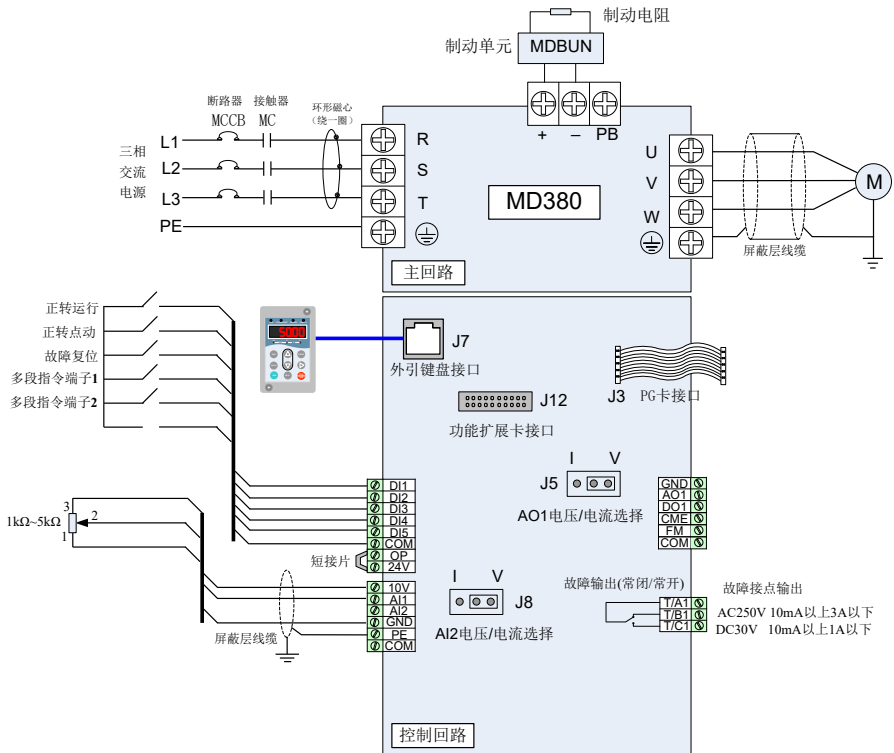 制动电阻
制动单元
MDBUN
断路器 接触器 环形磁心
MCCB MC (绕一圈)
+ – PB
三相
交流
电源
L1
L2
L3
PE
R
S
T
MD380
U
V
W
M
屏蔽层线缆
主回路
正转运行
正转点动
故障复位
多段指令端子1
多段指令端子2
50.00
J7
外引键盘接口
J3 PG卡接口
J12
功能扩展卡接口
I V
J5
AO1电压/电流选择
DI1
DI2
DI3
DI4
DI5
COM
OP
24V
短接片
GND
AO1
DO1
CME
FM
COM
3
1kΩ~5kΩ 2
1
10V
AI1
AI2
GND
PE
COM
屏蔽层线缆
I V
J8
AI2电压/电流选择
故障输出(常闭/常开) 故障接点输出
T/A1
T/B1
T/C1
AC250V 10mA以上3A以下
DC30V 10mA以上1A以下
控制回路